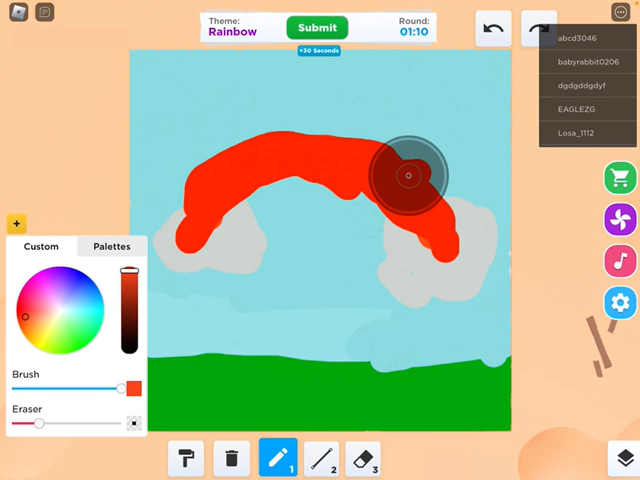 Theme:
Rainbow
Submit
Round:
01:10
+30 Seconds
abcd3046
babyrabbit0206
dgdgddgdyf
EAGLEZG
Losa_1112
+
Custom
Palettes
Brush
Eraser
1
2
3